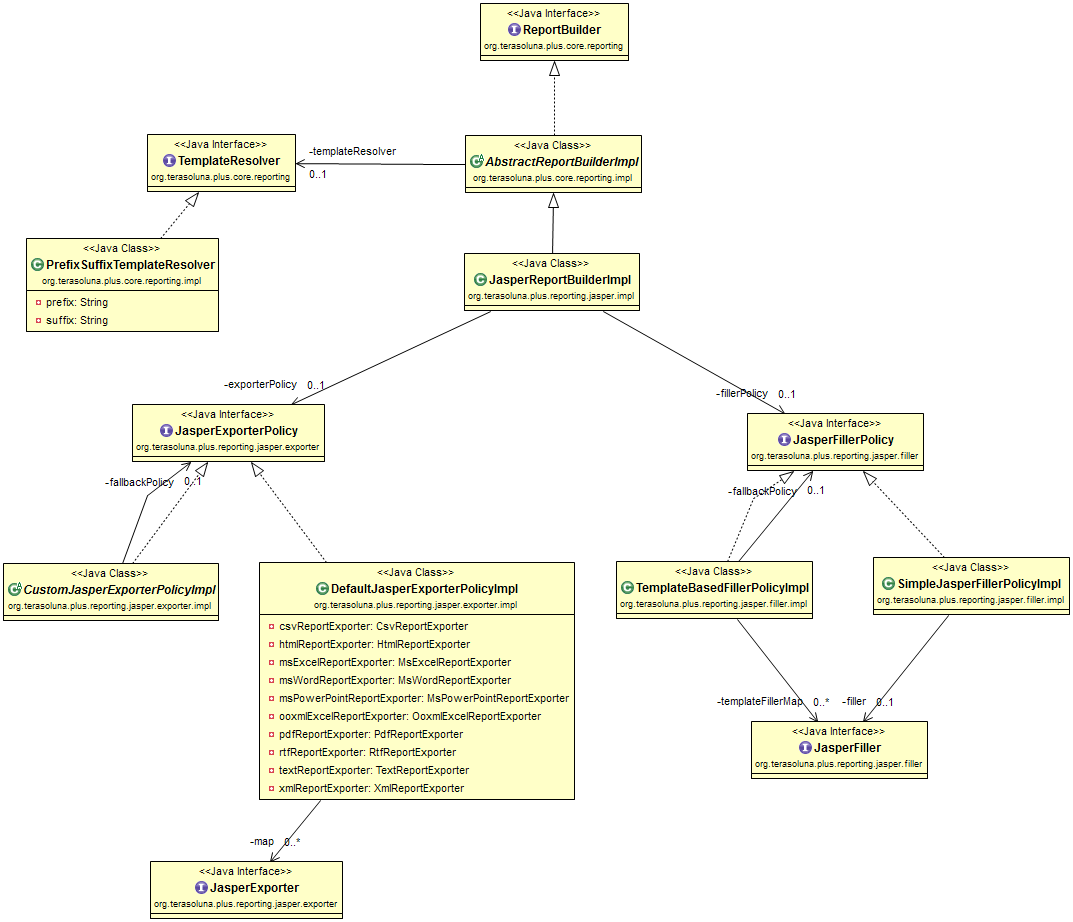 <<Java Interface>>
ReportBuilder
org.terasoluna.plus.core.reporting
<<Java Interface>>
TemplateResolver
org.terasoluna.plus.core.reporting
-templateResolver
0..1
<<Java Class>>
AbstractReportBuilderImpl
org.terasoluna.plus.core.reporting.impl
<<Java Class>>
PrefixSuffixTemplateResolver
org.terasoluna.plus.core.reporting.impl
prefix: String
suffix: String
<<Java Class>>
JasperReportBuilderImpl
org.terasoluna.plus.reporting.jasper.impl
-exporterPolicy 0..1
-fillerPolicy 0..1
<<Java Interface>>
JasperExporterPolicy
org.terasoluna.plus.reporting.jasper.exporter
<<Java Interface>>
JasperFillerPolicy
org.terasoluna.plus.reporting.jasper.filler
-fallbackPolicy 0..1
-fallbackPolicy 0..1
<<Java Class>>
CustomJasperExporterPolicyImpl
org.terasoluna.plus.reporting.jasper.exporter.impl
<<Java Class>>
DefaultJasperExporterPolicyImpl
org.terasoluna.plus.reporting.jasper.exporter.impl
csvReportExporter: CsvReportExporter
htmlReportExporter: HtmlReportExporter
msExcelReportExporter: MsExcelReportExporter
msWordReportExporter: MsWordReportExporter
msPowerPointReportExporter: MsPowerPointReportExporter
ooxmlExcelReportExporter: OoxmlExcelReportExporter
pdfReportExporter: PdfReportExporter
rtfReportExporter: RtfReportExporter
textReportExporter: TextReportExporter
xmlReportExporter: XmlReportExporter
<<Java Class>>
TemplateBasedFillerPolicyImpl
org.terasoluna.plus.reporting.jasper.filler.impl
<<Java Class>>
SimpleJasperFillerPolicyImpl
org.terasoluna.plus.reporting.jasper.filler.impl
-templateFillerMap 0..*
-filler 0..1
<<Java Interface>>
JasperFiller
org.terasoluna.plus.reporting.jasper.filler
-map 0..*
<<Java Interface>>
JasperExporter
org.terasoluna.plus.reporting.jasper.exporter